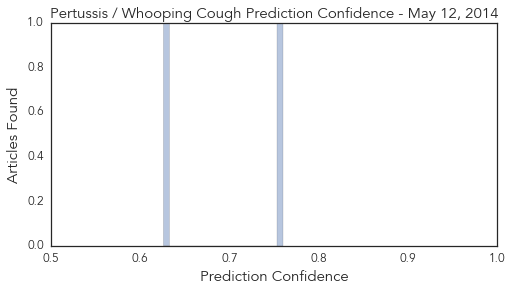 Pertussis / Whooping Cough Prediction Confidence - May 12, 2014
1.0
0.8
0.6
0.4
0.2
0.0
Articles Found
0.5 0.6 0.7 0.8 0.9 1.0
Prediction Confidence